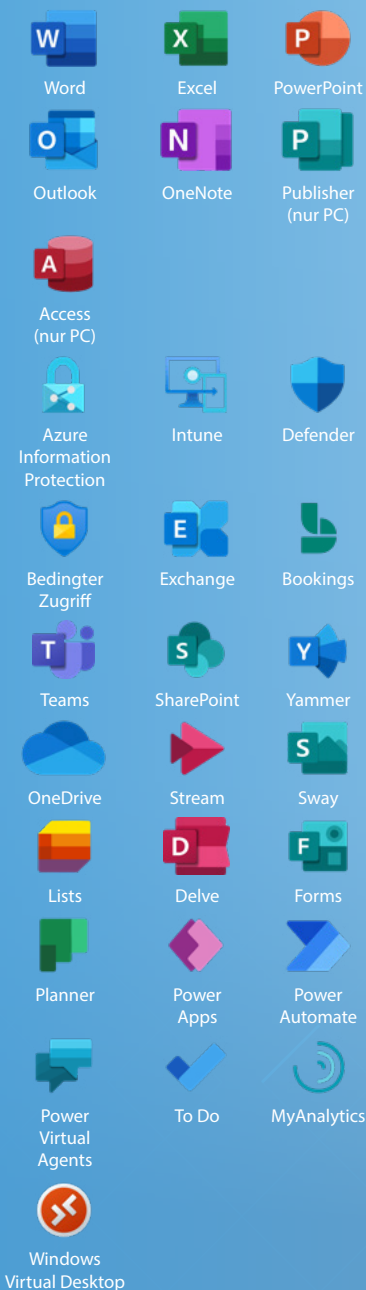 W
X
P
Word
Excel
PowerPoint
O
N
P
Outlook
OneNote
Publisher
(nur PC)
A
Access
(nur PC)
Azure
Information
Protection
Intune
Defender
E
Bedingter
Zugriff
Exchange
Bookings
T
S
Y
Teams
SharePoint
Yammer
S
OneDrive
Stream
Sway
D
F
Lists
Delve
Forms
Planner
Power
Apps
Power
Automate
Power
Virtual
Agents
To Do
MyAnalytics
Windows
Virtual Desktop